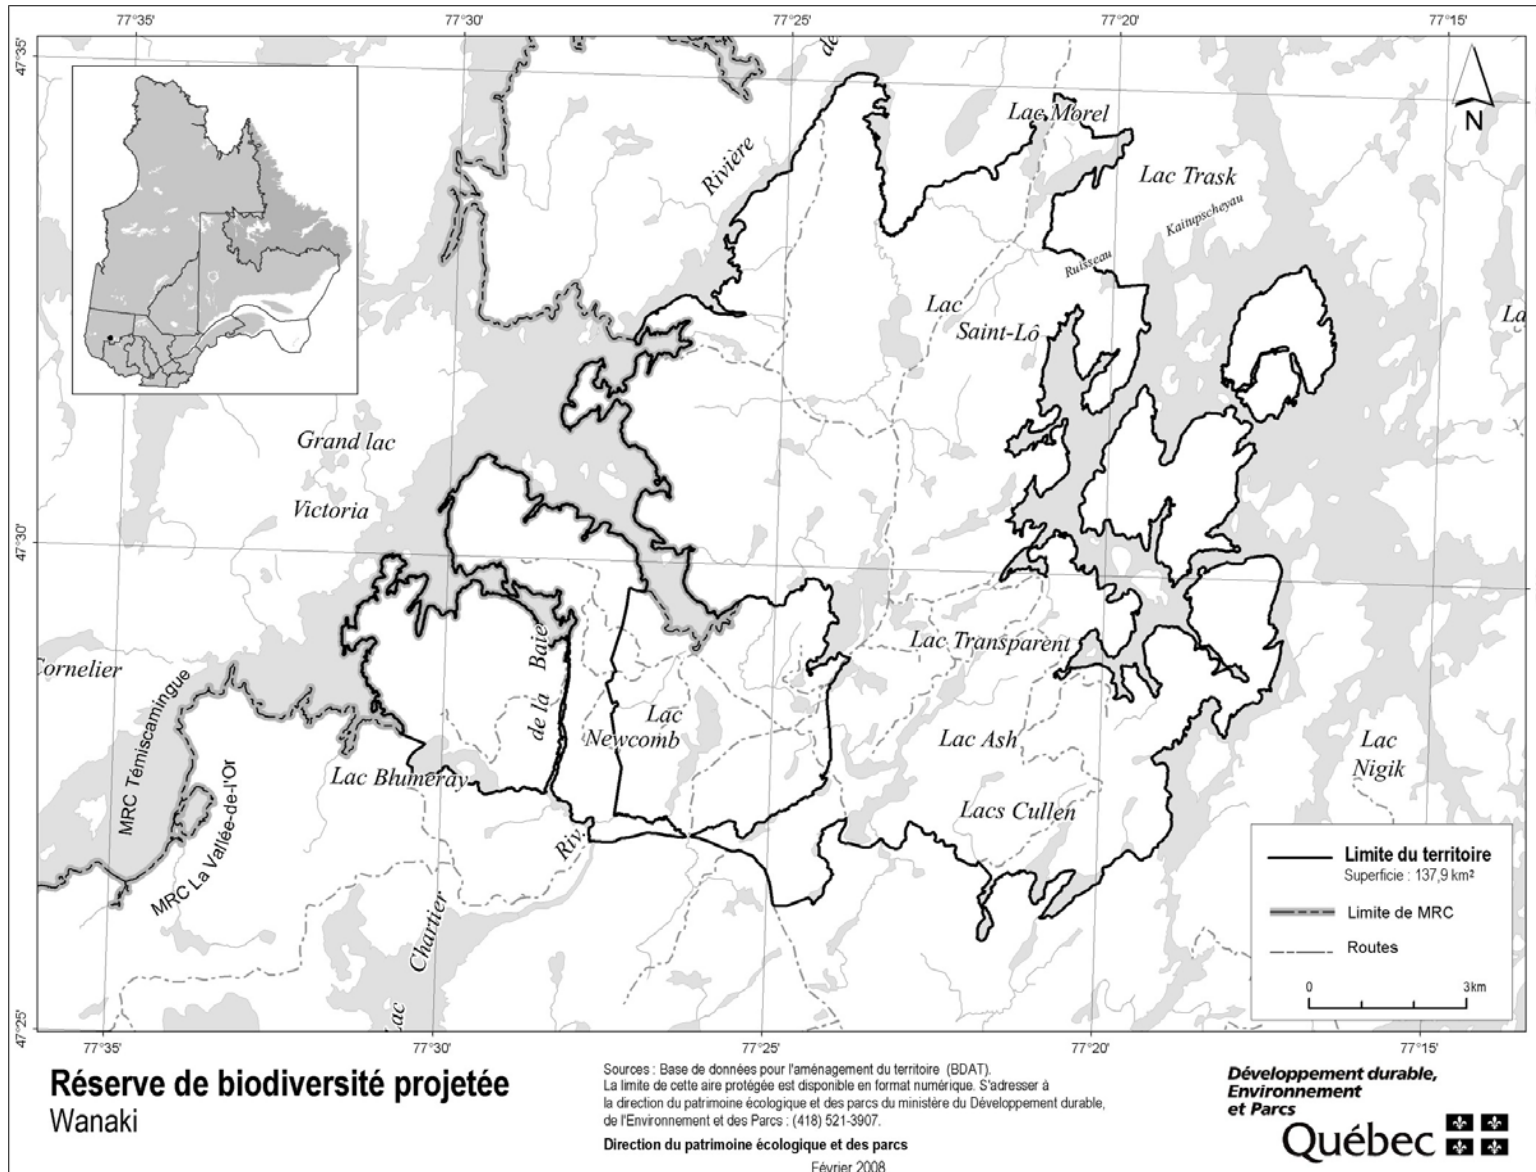 77°35'
77°30'
77°25'
77°20'
77°15'
47°35'
47°30'
47°25'
de
Rivière
Lac Morel
N
Lac Trask
Kaitupscheyau
Ruisseau
Lac
Saint-Lô
La
Grand lac
Victoria
Cornelier
MRC Témiscamingue
MRC La Vallée-de-l'Or
Lac Blumeray
de la Baie
Riv.
Lac
Newcomb
Lac Transparent
Lac Ash
Lacs Cullen
Lac
Nigik
Lac
Chartier
Limite du territoire
Superficie : 137,9 km²
Limite de MRC
Routes
0 3 km
77°35'
77°30'
77°25'
77°20'
77°15'
Réserve de biodiversité projetée
Wanaki
Sources : Base de données pour l'aménagement du territoire (BDAT).
La limite de cette aire protégée est disponible en format numérique. S'adresser à
la direction du patrimoine écologique et des parcs du ministère du Développement durable,
de l'Environnement et des Parcs : (418) 521-3907.
Direction du patrimoine écologique et des parcs
Février 2008
Développement durable,
Environnement
et Parcs
Québec